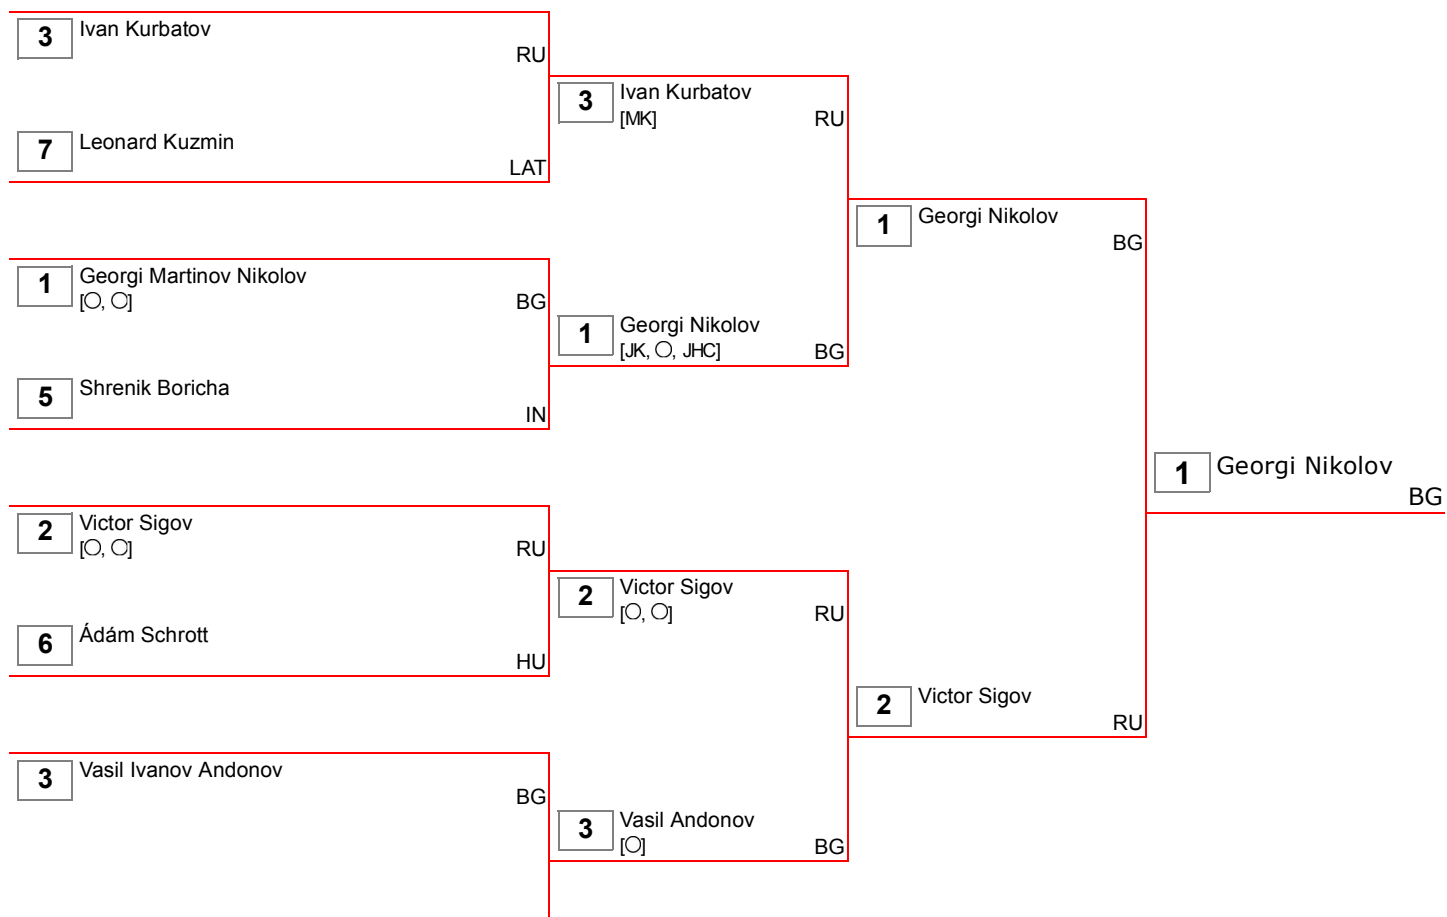 3 Ivan Kurbatov
RU
7 Leonard Kuzmin
LAT
1 Georgi Martinov Nikolov
[○, ○]
BG
5 Shrenik Boricha
IN
2 Victor Sigov
[○, ○]
RU
6 Ádám Schrott
HU
3 Vasil Ivanov Andonov
BG
3 Ivan Kurbatov
[MK]
RU
1 Georgi Nikolov
[JK, ○, JHC]
BG
2 Victor Sigov
[○, ○]
RU
3 Vasil Andonov
[○]
BG
1 Georgi Nikolov
BG
2 Victor Sigov
RU
1 Georgi Nikolov
BG